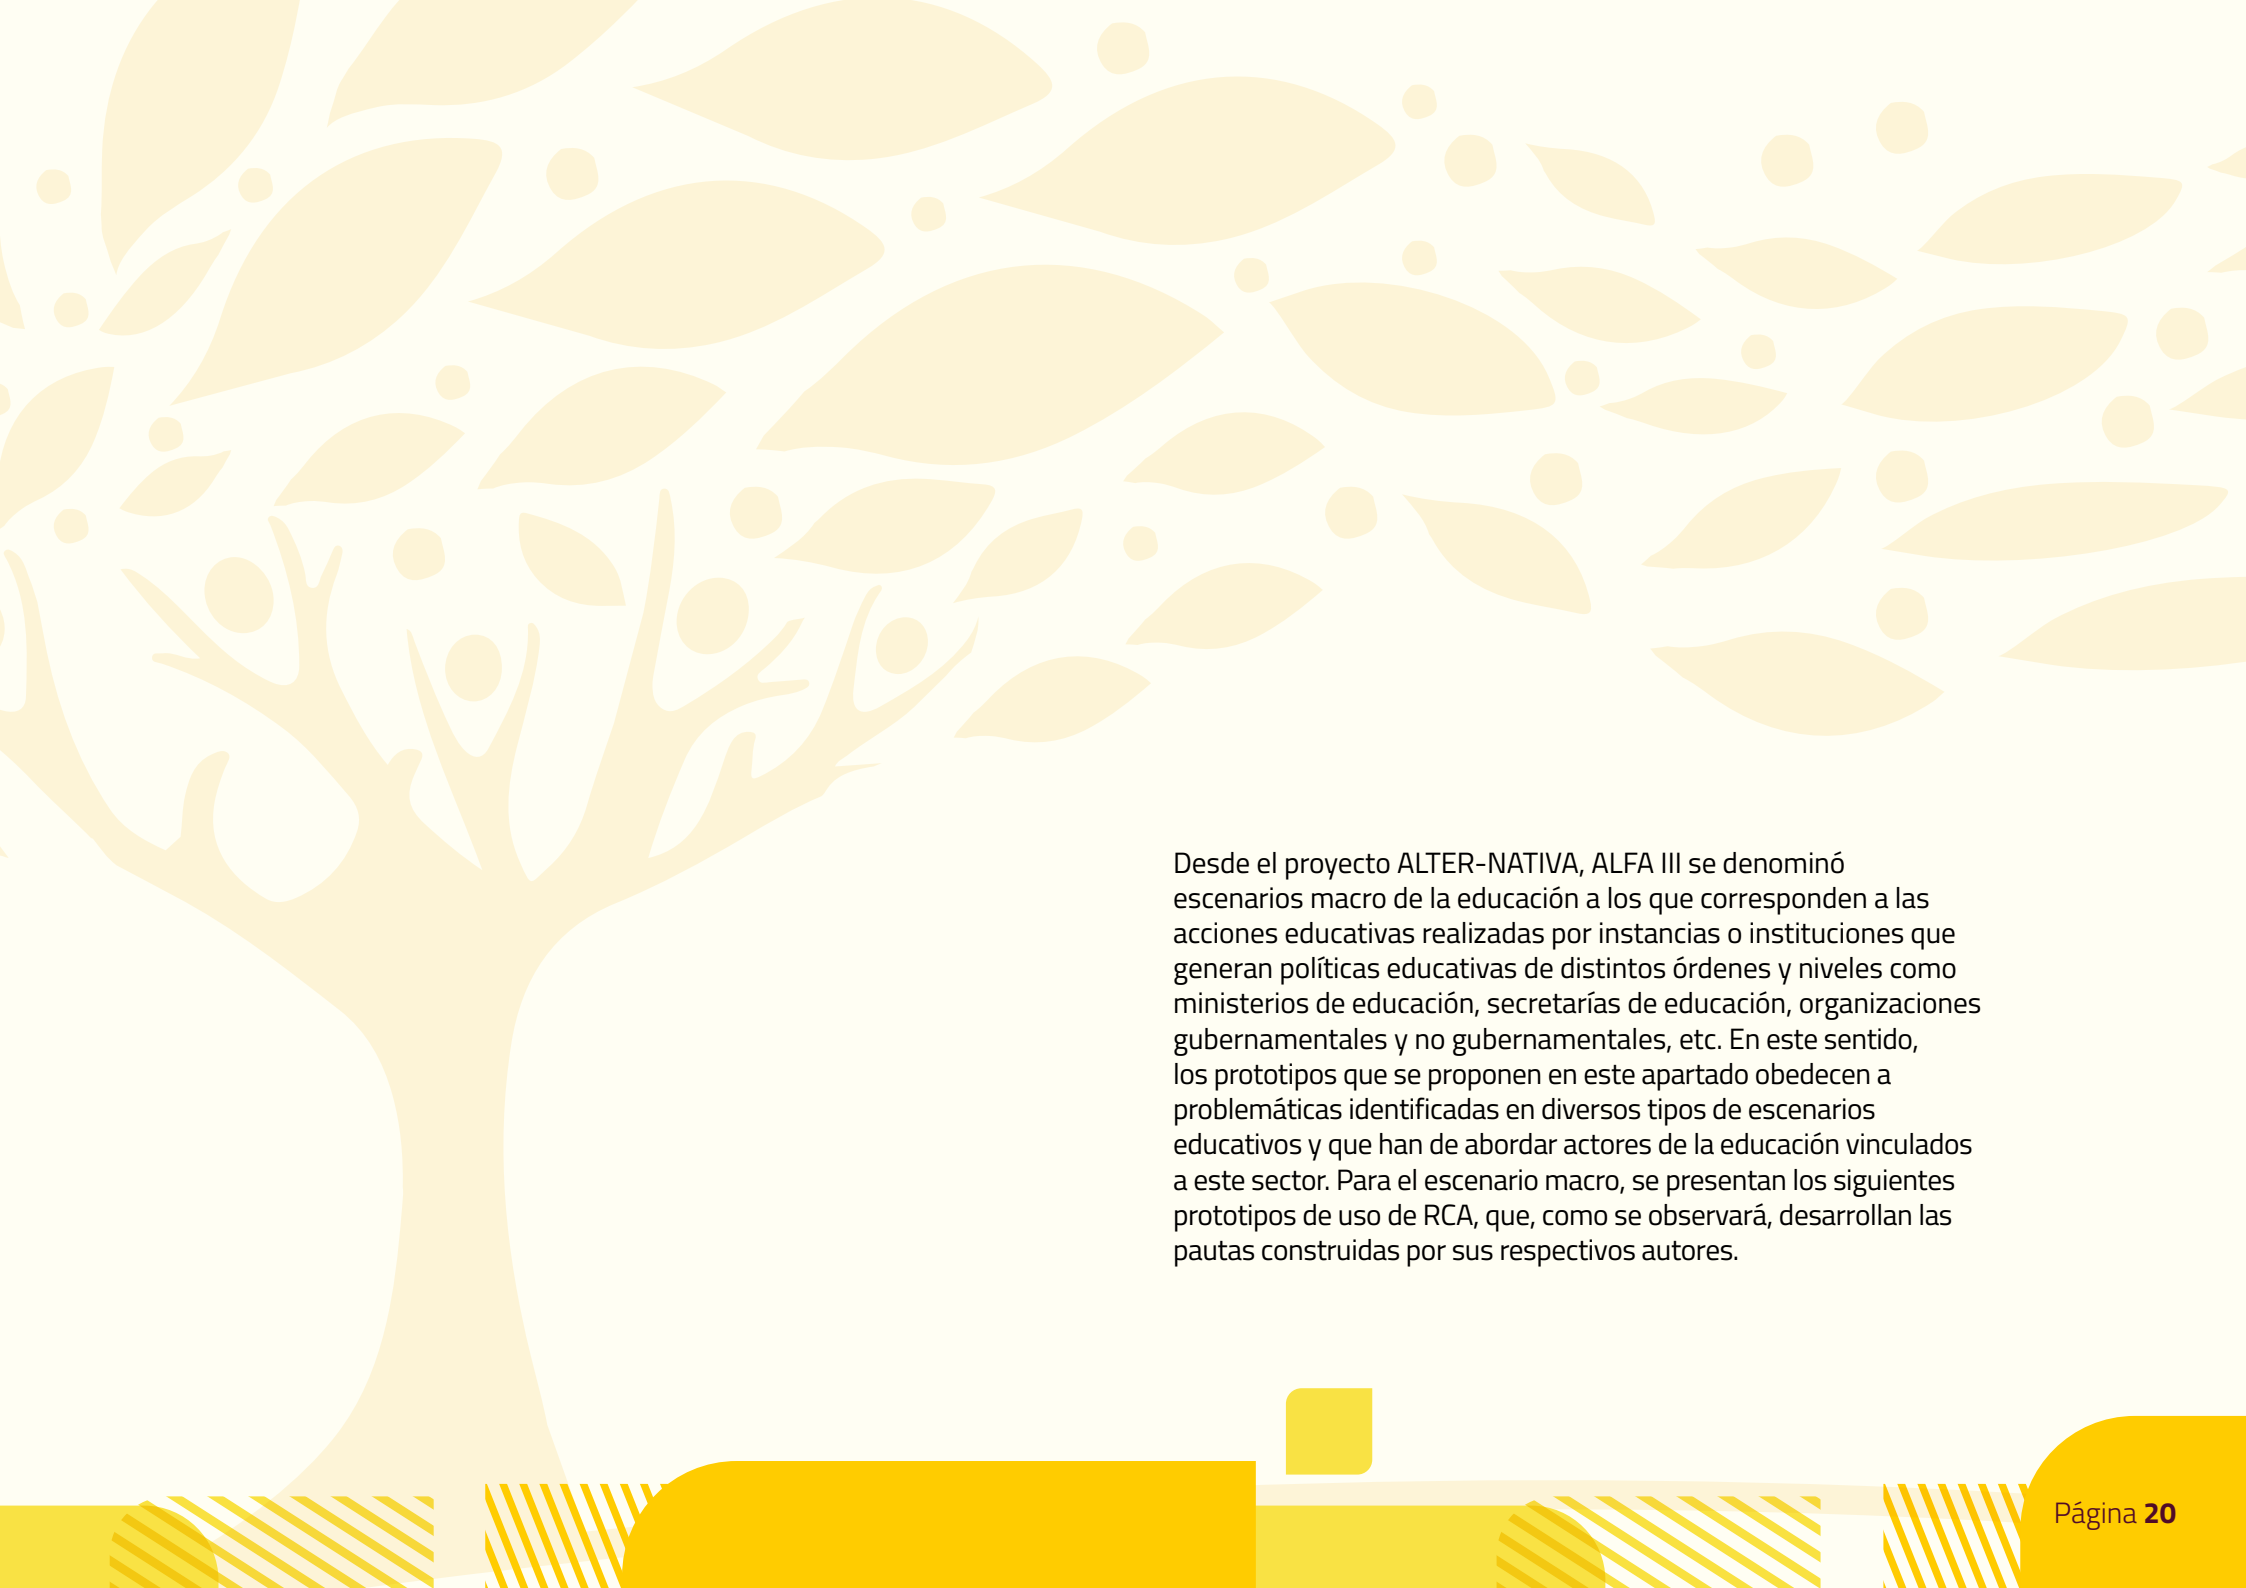 Desde el proyecto ALTER-NATIVA, ALFA III se denominó
escenarios macro de la educación a los que corresponden a las
acciones educativas realizadas por instancias o instituciones que
generan políticas educativas de distintos órdenes y niveles como
ministerios de educación, secretarías de educación, organizaciones
gubernamentales y no gubernamentales, etc. En este sentido,
los prototipos que se proponen en este apartado obedecen a
problemáticas identificadas en diversos tipos de escenarios
educativos y que han de abordar actores de la educación vinculados
a este sector. Para el escenario macro, se presentan los siguientes
prototipos de uso de RCA, que, como se observará, desarrollan las
pautas construidas por sus respectivos autores.
Página 20